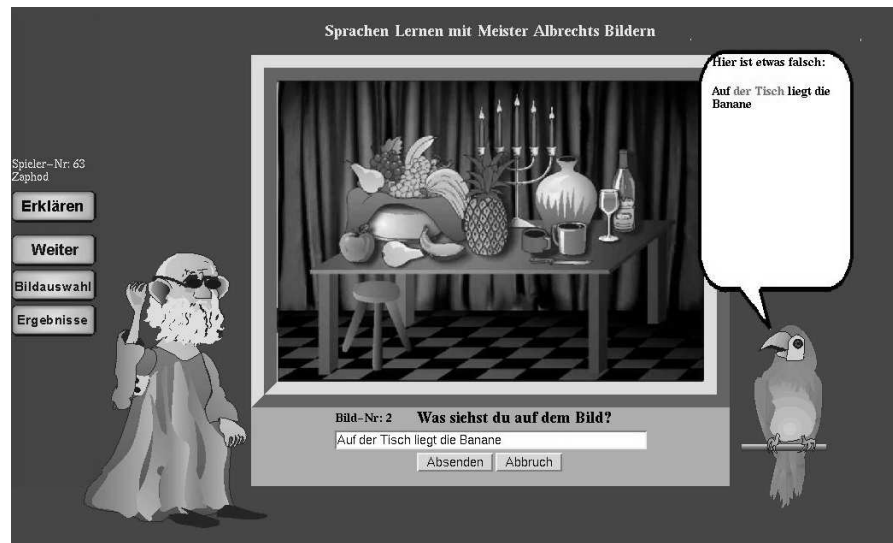 Sprachen Lernen mit Meister Albrechts Bildern
Hier ist etwas falsch:
Auf der Tisch liegt die
Banane
Spieler-Nr: 63
Zaphod
Erklären
Weiter
Bildauswahl
Ergebnisse
Bild-Nr: 2 Was siehst du auf dem Bild?
Auf der Tisch liegt die Banane
Absenden Abbruch